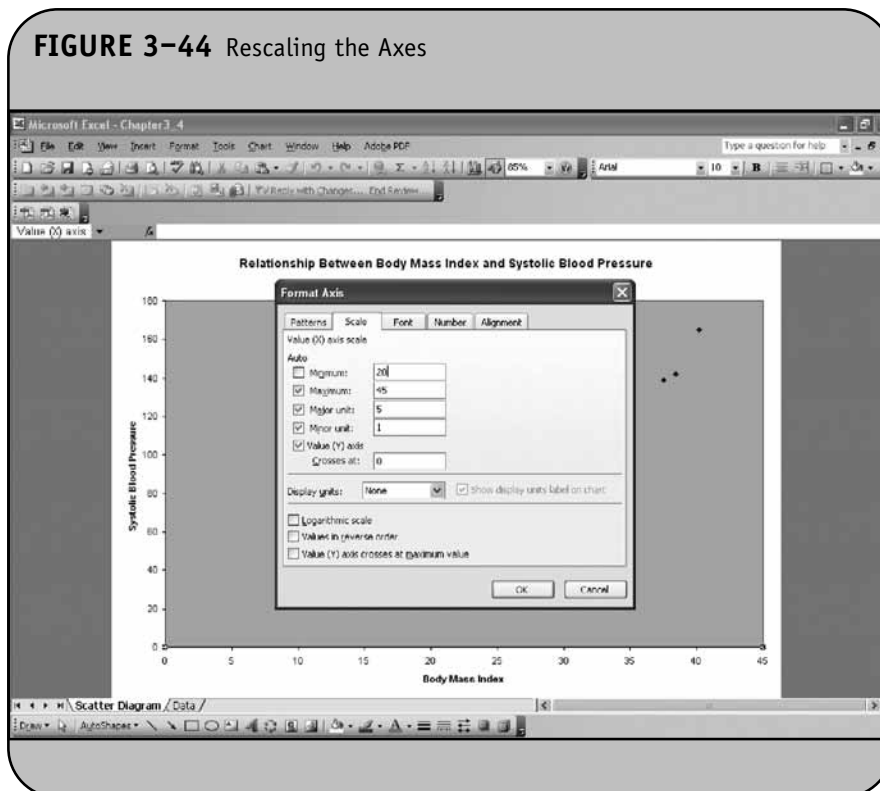 FIGURE 3–44 Rescaling the Axes
Microsoft Excel - Chapter3_4
File Edit View Insert Format Tools Chart Window Help Adobe PDF Type a question for help
65% Arial 10 B
Reply with Changes... End Review...
Value (X) axis fx
Relationship Between Body Mass Index and Systolic Blood Pressure
Format Axis
Patterns Scale Font Number Alignment
Value (X) axis scale
Auto
Minimum: 20
Maximum: 45
Major unit: 5
Minor unit: 1
Value (Y) axis
Crosses at: 0
Display units: None Show display units label on chart
Logarithmic scale
Values in reverse order
Value (Y) axis crosses at maximum value
OK Cancel
Systolic Blood Pressure
180
160
140
120
100
80
60
40
20
0
0 5 10 15 20 25 30 35 40 45
Body Mass Index
Scatter Diagram / Data /
Draw AutoShapes